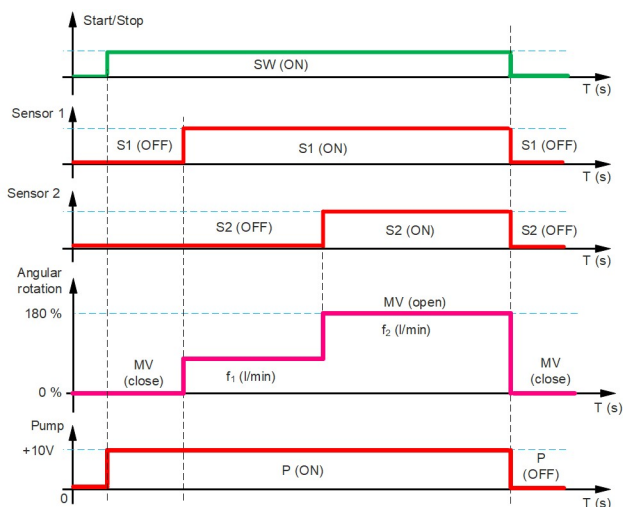 Start/Stop
SW (ON)
T (s)
Sensor 1
S1 (OFF)
S1 (ON)
S1 (OFF)
T (s)
Sensor 2
S2 (OFF)
S2 (ON)
S2 (OFF)
T (s)
Angular
rotation
180 %
MV (open)
f₂ (l/min)
MV
(close)
f₁ (l/min)
MV
(close)
0 %
T (s)
Pump
+10V
P (ON)
P
(OFF)
0
T (s)